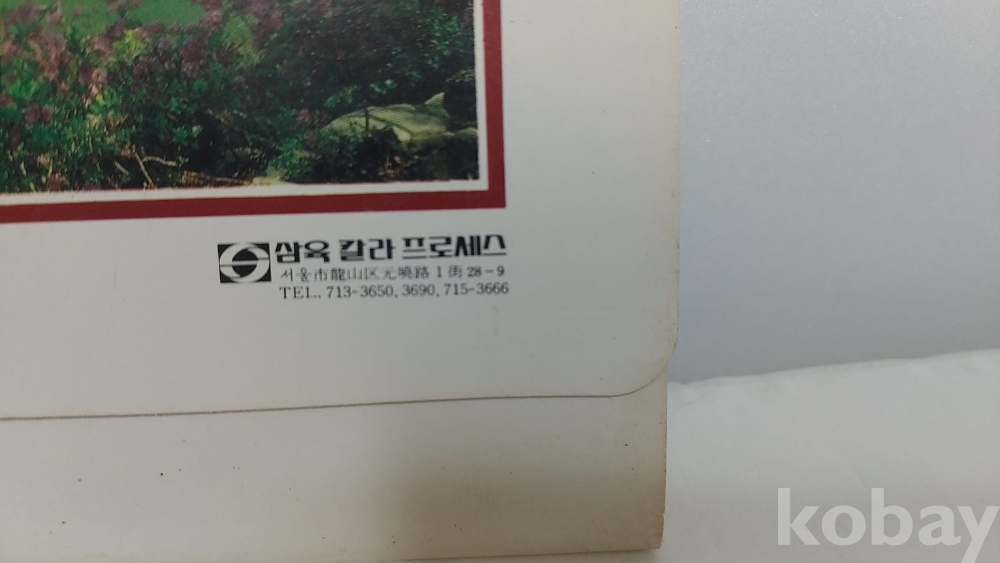 삼육 칼라 프로세스
서울市龍山区元曉路 1 街 28-9
TEL.. 713-3650, 3690, 715-3666
kobay